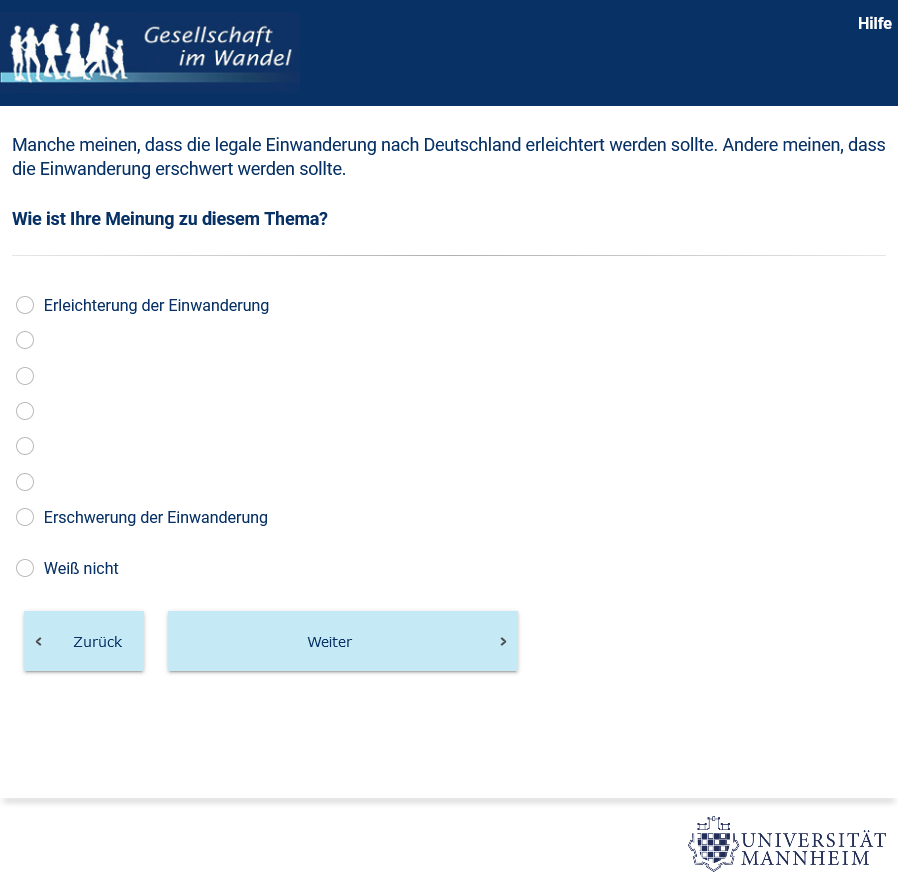 Gesellschaft
im Wandel
Hilfe
Manche meinen, dass die legale Einwanderung nach Deutschland erleichtert werden sollte. Andere meinen, dass
die Einwanderung erschwert werden sollte.
Wie ist Ihre Meinung zu diesem Thema?
Erleichterung der Einwanderung
Erschwerung der Einwanderung
Weiß nicht
Zurück
Weiter
UNIVERSITÄT
MANNHEIM